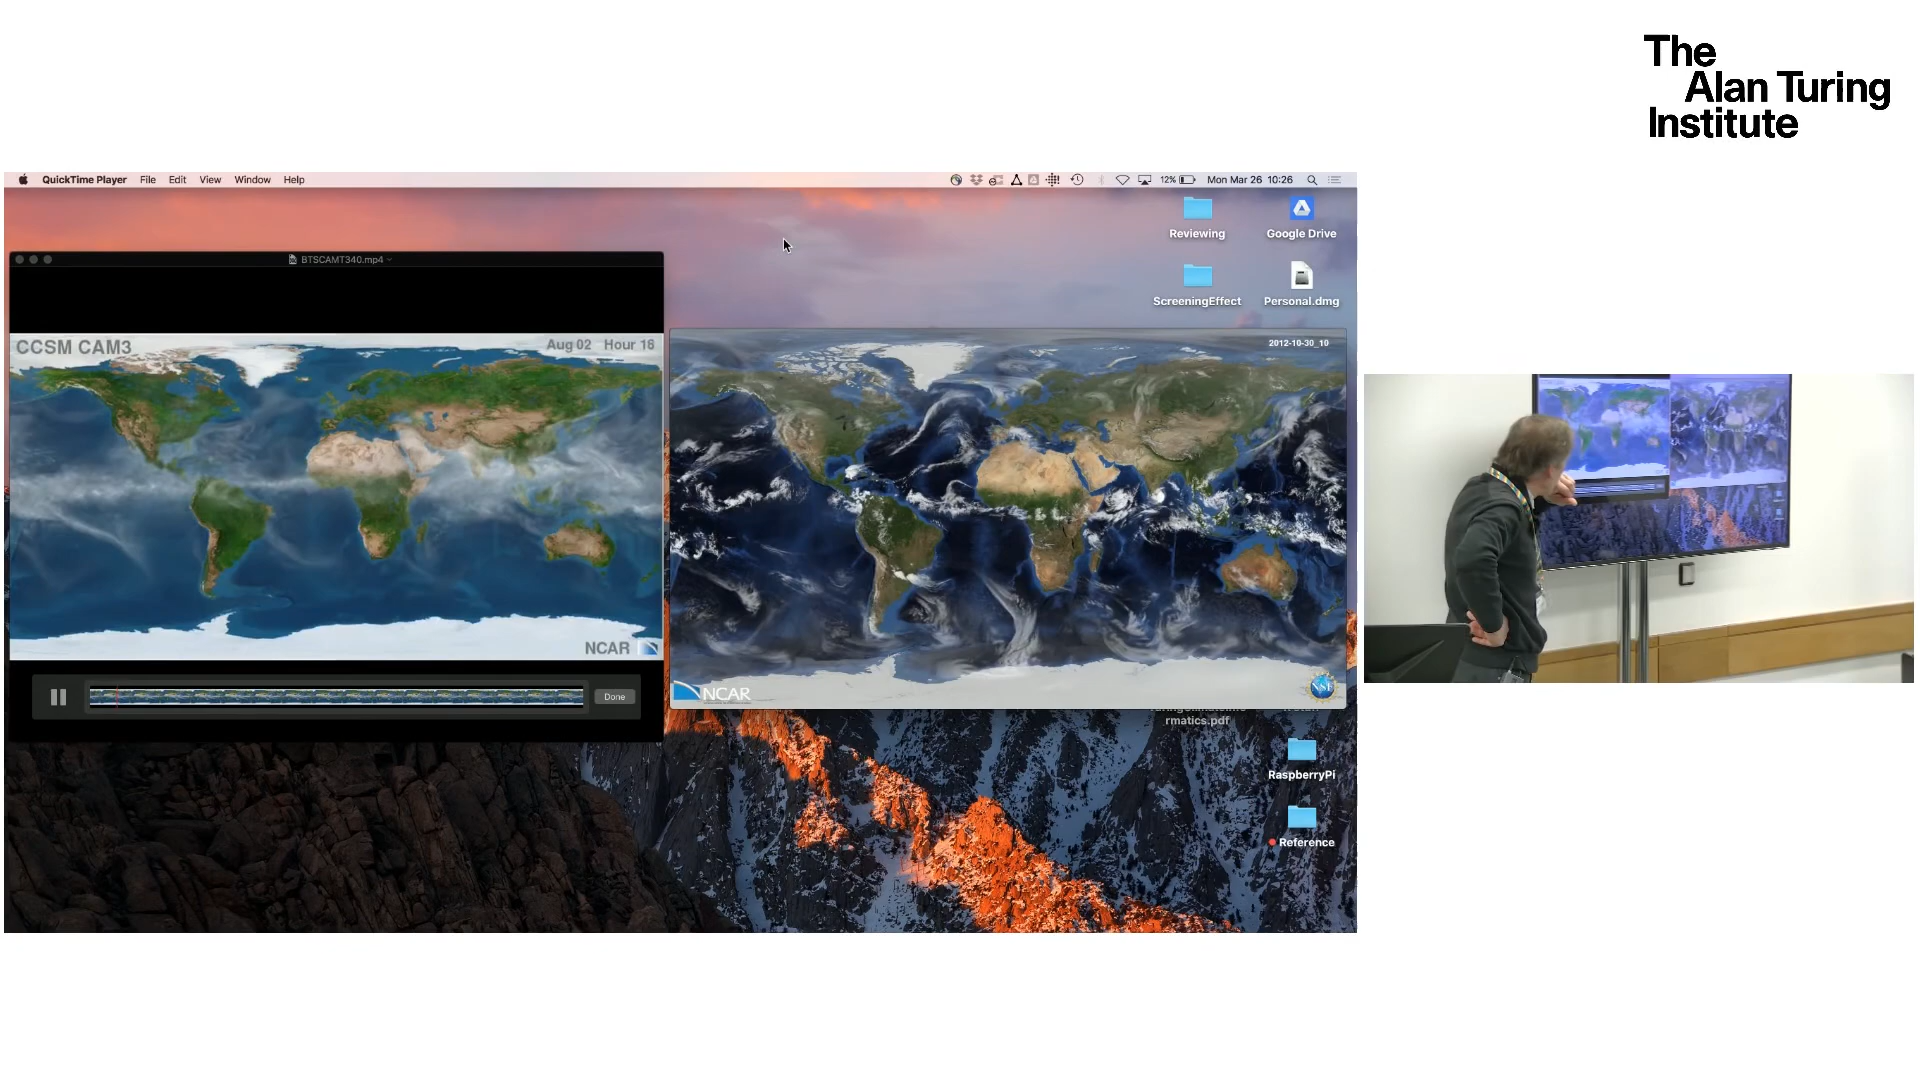 The
Alan Turing
Institute
QuickTime Player File Edit View Window Help
12% Mon Mar 26 10:26
Reviewing
Google Drive
ScreeningEffect
Personal.dmg
BTSCAMT340.mp4
CCSM CAM3
Aug 02 Hour 16
2012-10-30_10
NCAR
Done
NCAR
NSF
rmatics.pdf
RaspberryPi
Reference